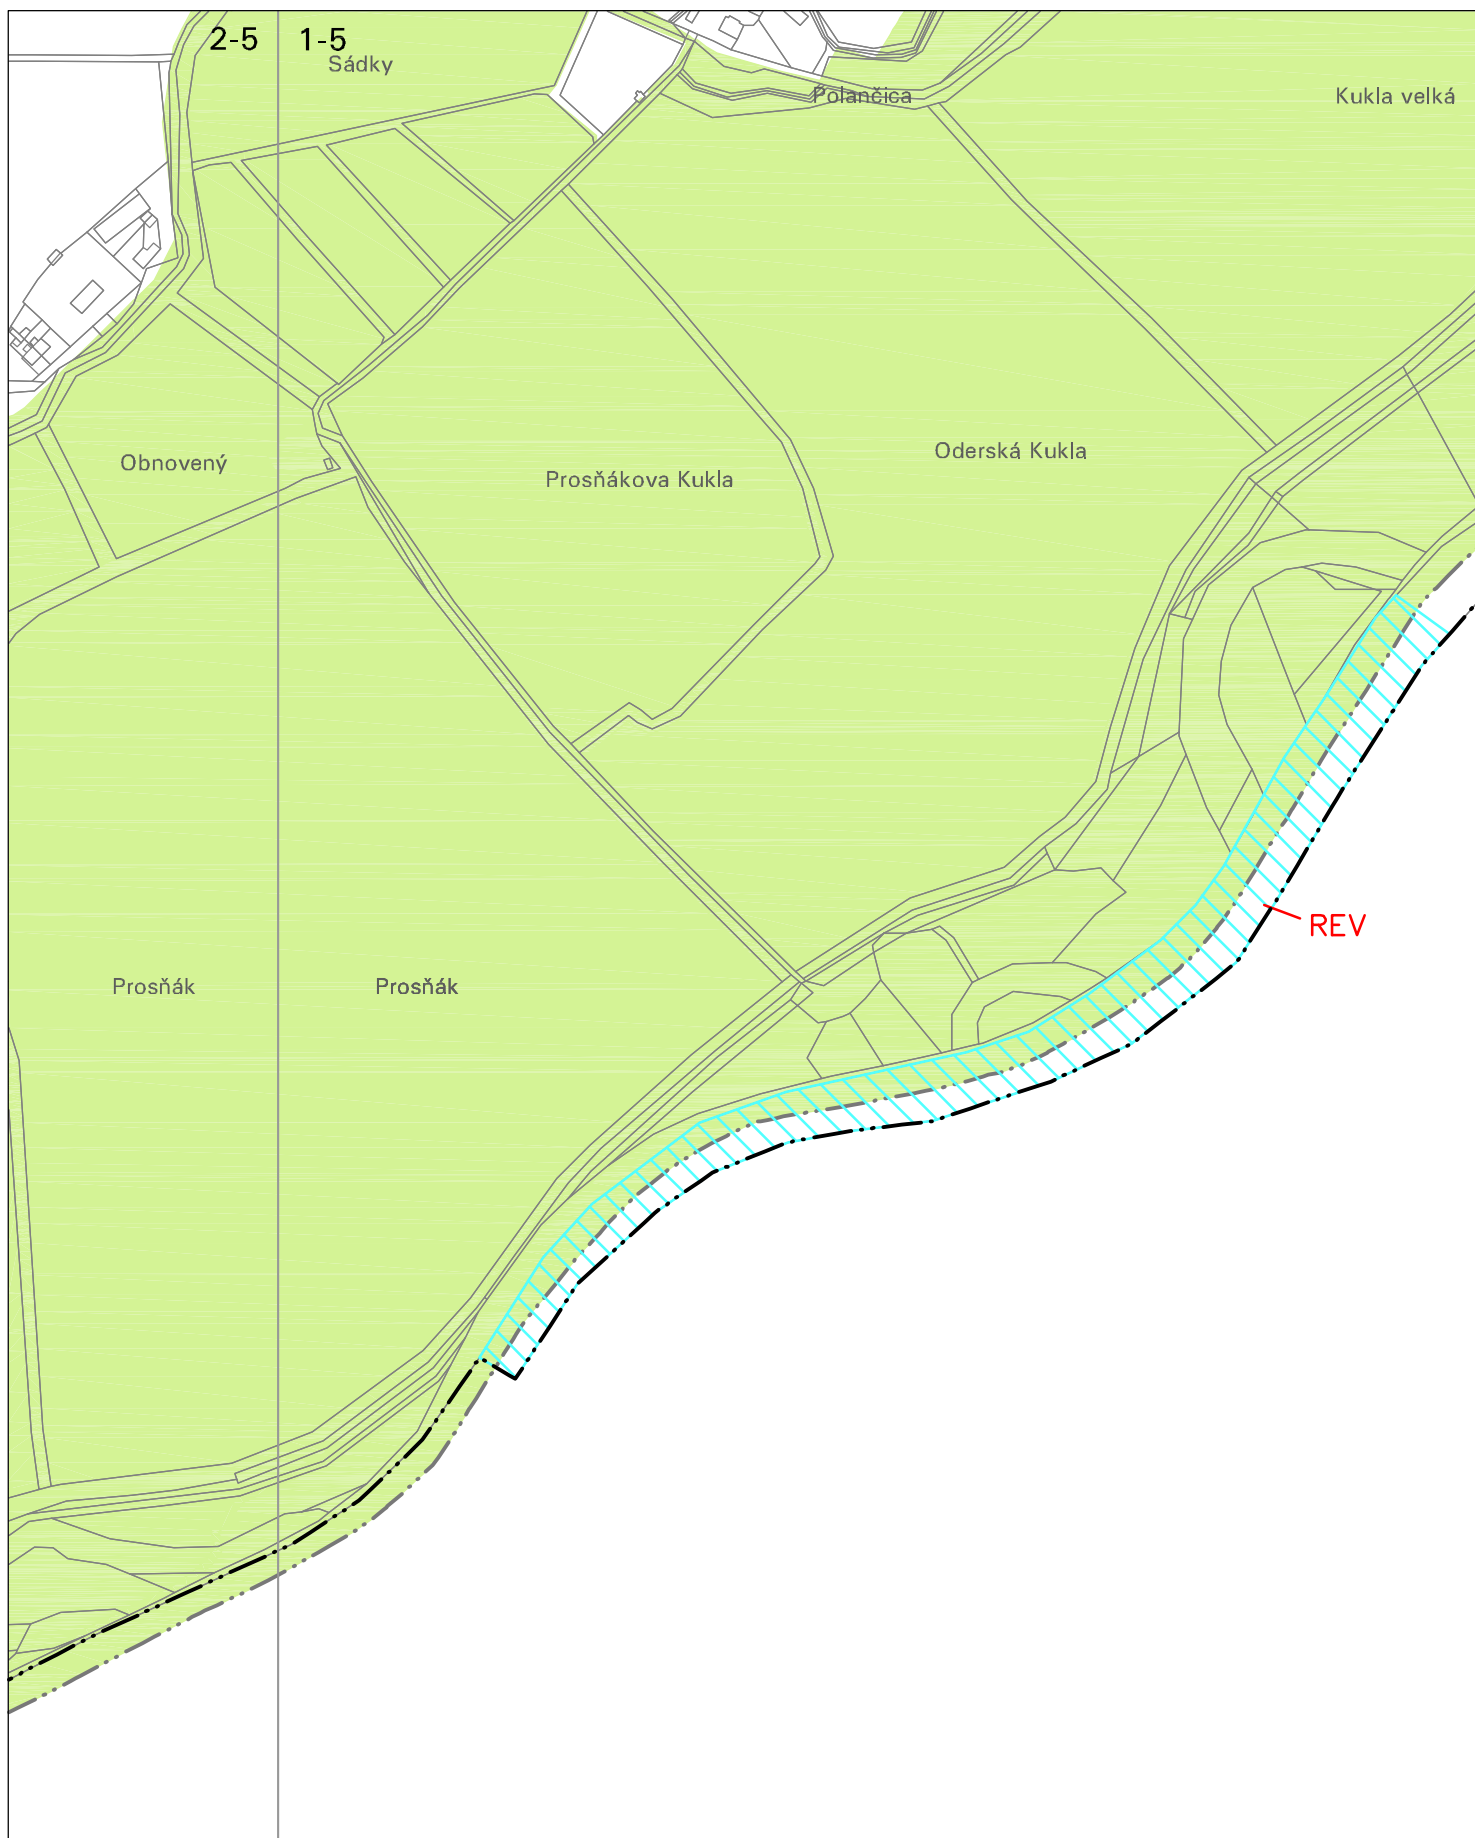 2-5 1-5
Sádky
Polančica
Kukla velká
Oderská Kukla
Obnovený
Prosňákova Kukla
REV
Prosňák
Prosňák